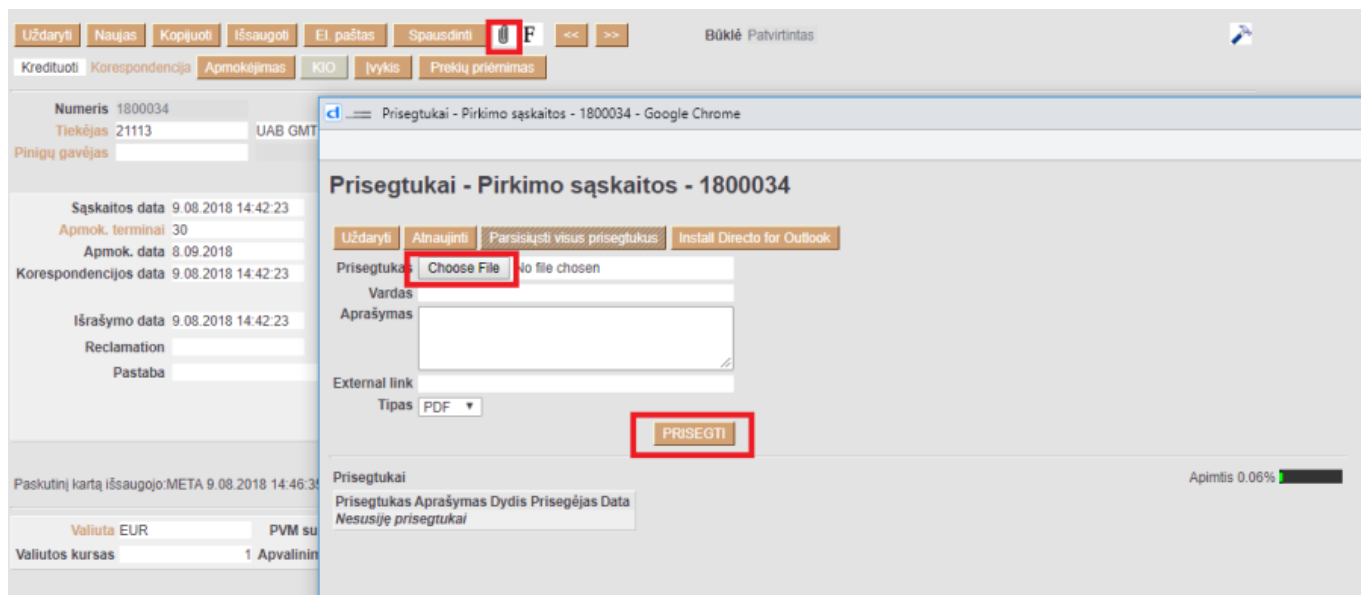 Uždaryti Naujas Kopijuoti Išsaugoti El. paštas Spausdinti F << >> Būklė Patvirtintas
Kredituoti Korespondencija Apmokėjimas KIO Įvykis Prekių priėmimas
Numeris 1800034
Tiekėjas 21113 UAB GMT
Pinigų gavėjas
Sąskaitos data 9.08.2018 14:42:23
Apmok. terminai 30
Apmok. data 8.09.2018
Korespondencijos data 9.08.2018 14:42:23
Išrašymo data 9.08.2018 14:42:23
Reclamation
Pastaba
Paskutinį kartą išsaugojo:META 9.08.2018 14:46:35
Valiuta EUR PVM su
Valiutos kursas 1 Apvalinim
Prisegtukai - Pirkimo sąskaitos - 1800034 - Google Chrome
Prisegtukai - Pirkimo sąskaitos - 1800034
Uždaryti Atnaujinti Parsisiųsti visus prisegtukus Install Directo for Outlook
Prisegtukas Choose File No file chosen
Vardas
Aprašymas
External link
Tipas PDF
PRISEGTI
Prisegtukai Apimtis 0.06%
Prisegtukas Aprašymas Dydis Prisegėjas Data
Nesusiję prisegtukai